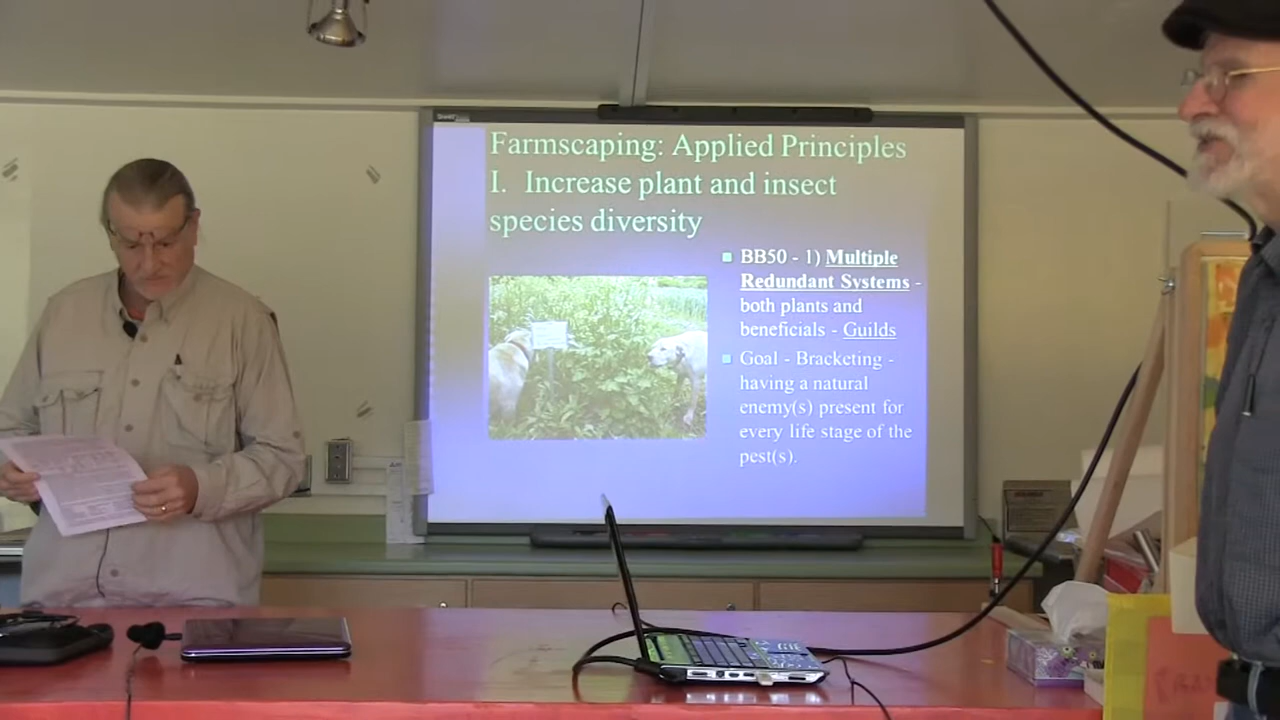 Farmscaping: Applied Principles
I. Increase plant and insect
species diversity
BB50 - 1) Multiple
Redundant Systems -
both plants and
beneficials - Guilds
Goal - Bracketing -
having a natural
enemy(s) present for
every life stage of the
pest(s).